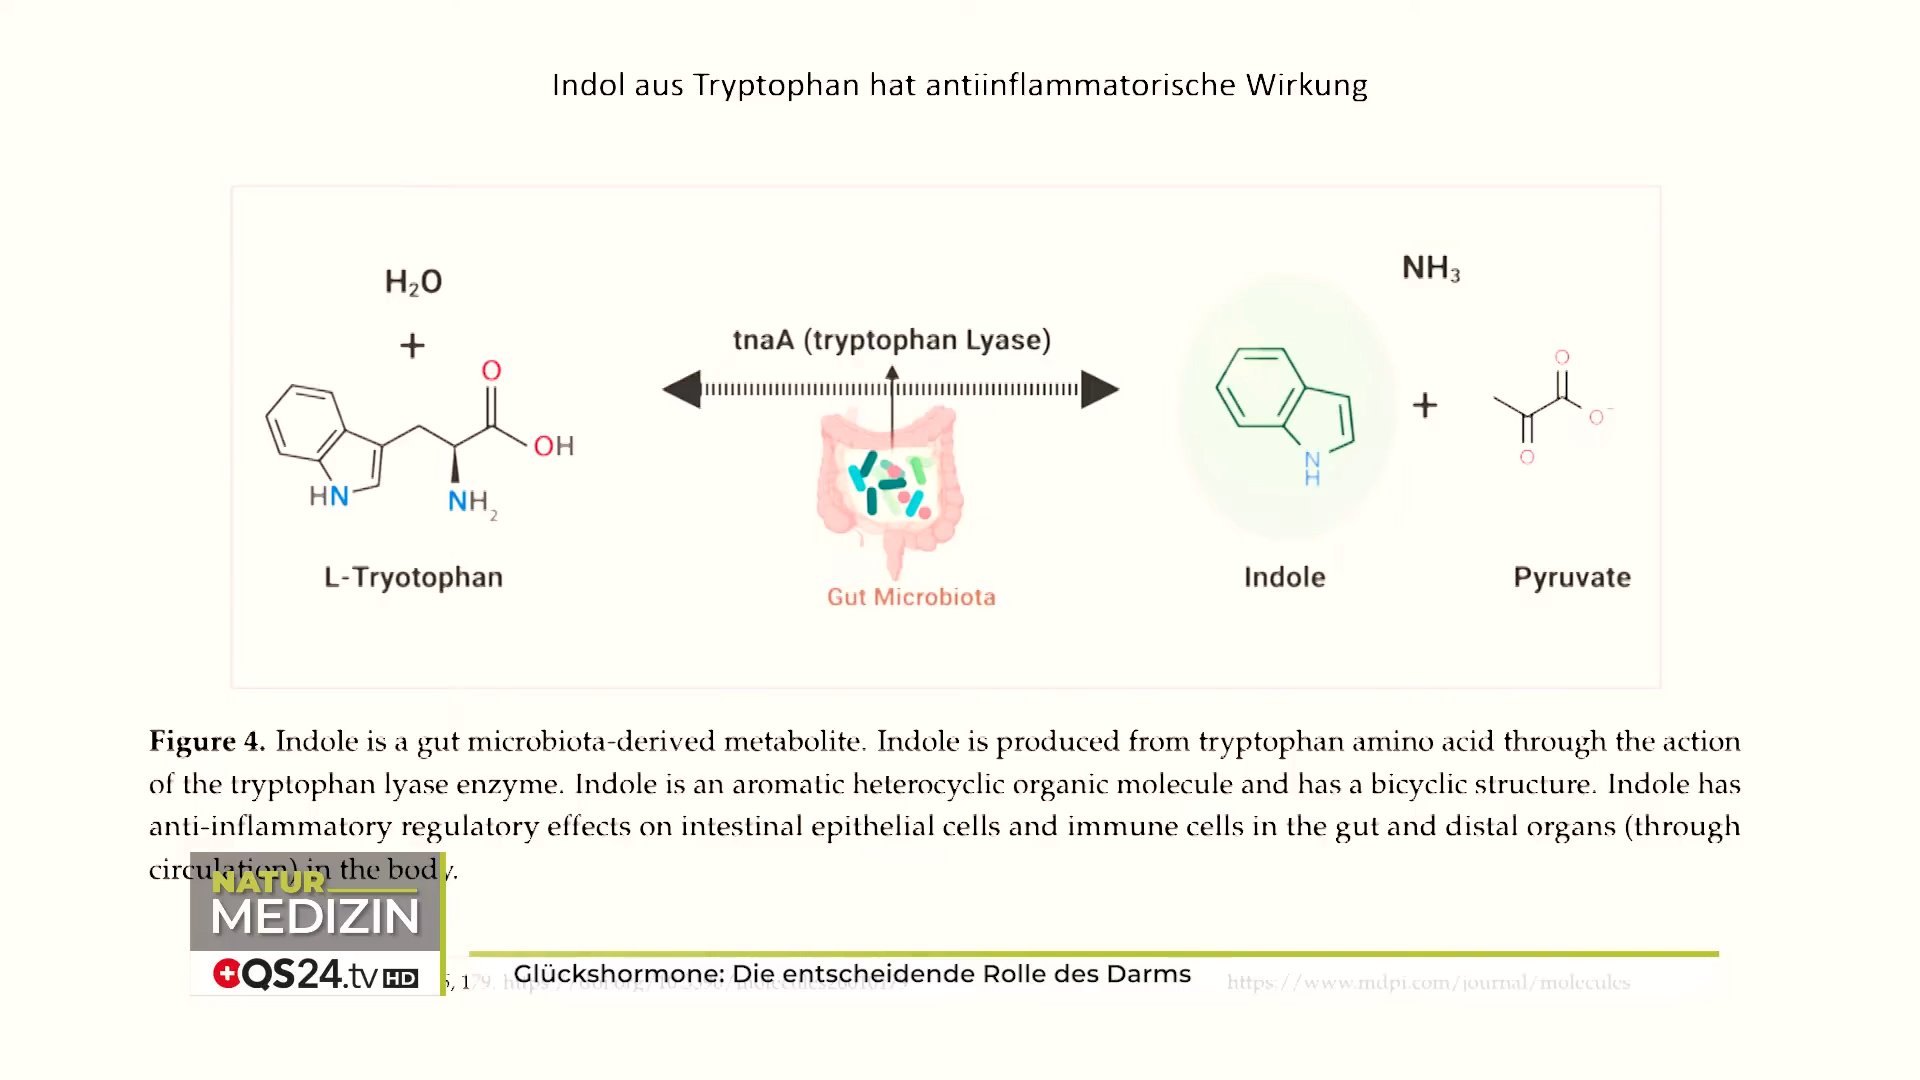 Indol aus Tryptophan hat antiinflammatorische Wirkung
H2O
+
O
OH
HN
NH2
L-Tryotophan
tnaA (tryptophan Lyase)
Gut Microbiota
NH3
N
H
+
O
O-
O
Indole
Pyruvate
Figure 4. Indole is a gut microbiota-derived metabolite. Indole is produced from tryptophan amino acid through the action
of the tryptophan lyase enzyme. Indole is an aromatic heterocyclic organic molecule and has a bicyclic structure. Indole has
anti-inflammatory regulatory effects on intestinal epithelial cells and immune cells in the gut and distal organs (through
circulation) in the body.
NATUR
MEDIZIN
QS24.tv HD
Glückshormone: Die entscheidende Rolle des Darms
, 179.
https://www.mdpi.com/journal/molecules